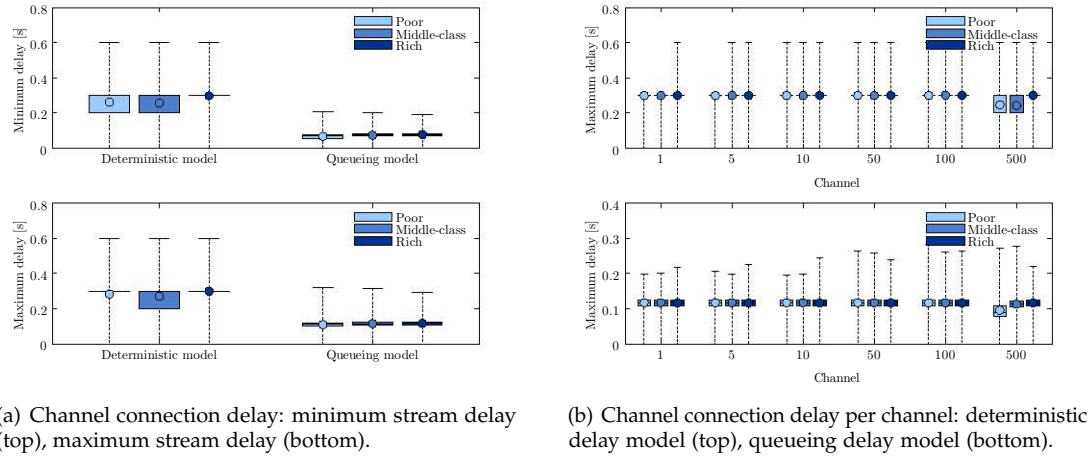 0.8
0.6
0.4
0.2
0
Minimum delay [s]
Poor
Middle-class
Rich
Deterministic model
Queueing model
0.8
0.6
0.4
0.2
0
Maximum delay [s]
Poor
Middle-class
Rich
Deterministic model
Queueing model
(a) Channel connection delay: minimum stream delay
(top), maximum stream delay (bottom).
0.8
0.6
0.4
0.2
0
Maximum delay [s]
Poor
Middle-class
Rich
1 5 10 50 100 500
Channel
0.4
0.3
0.2
0.1
0
Maximum delay [s]
Poor
Middle-class
Rich
1 5 10 50 100 500
Channel
(b) Channel connection delay per channel: deterministic
delay model (top), queueing delay model (bottom).